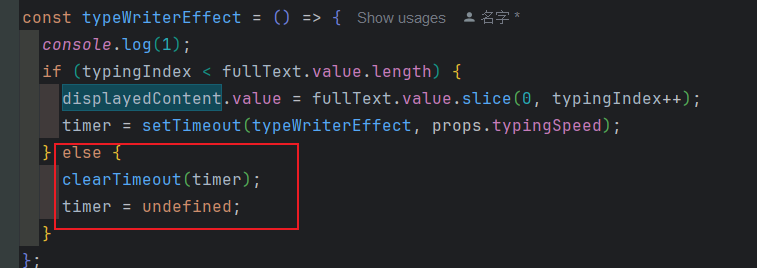 const typeWriterEffect = () => { Show usages 名字 *
console.log(1);
if (typingIndex < fullText.value.length) {
displayedContent.value = fullText.value.slice(0, typingIndex++);
timer = setTimeout(typeWriterEffect, props.typingSpeed);
} else {
clearTimeout(timer);
timer = undefined;
}
};